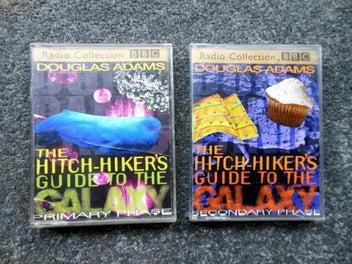 Radio Collection BBC
DOUGLAS ADAMS
THE
HITCH-HIKER'S
GUIDE TO THE
GALAXY
PRIMARY PHASE
Radio Collection BBC
DOUGLAS ADAMS
THE
HITCH-HIKER'S
GUIDE TO THE
GALAXY
SECONDARY PHASE